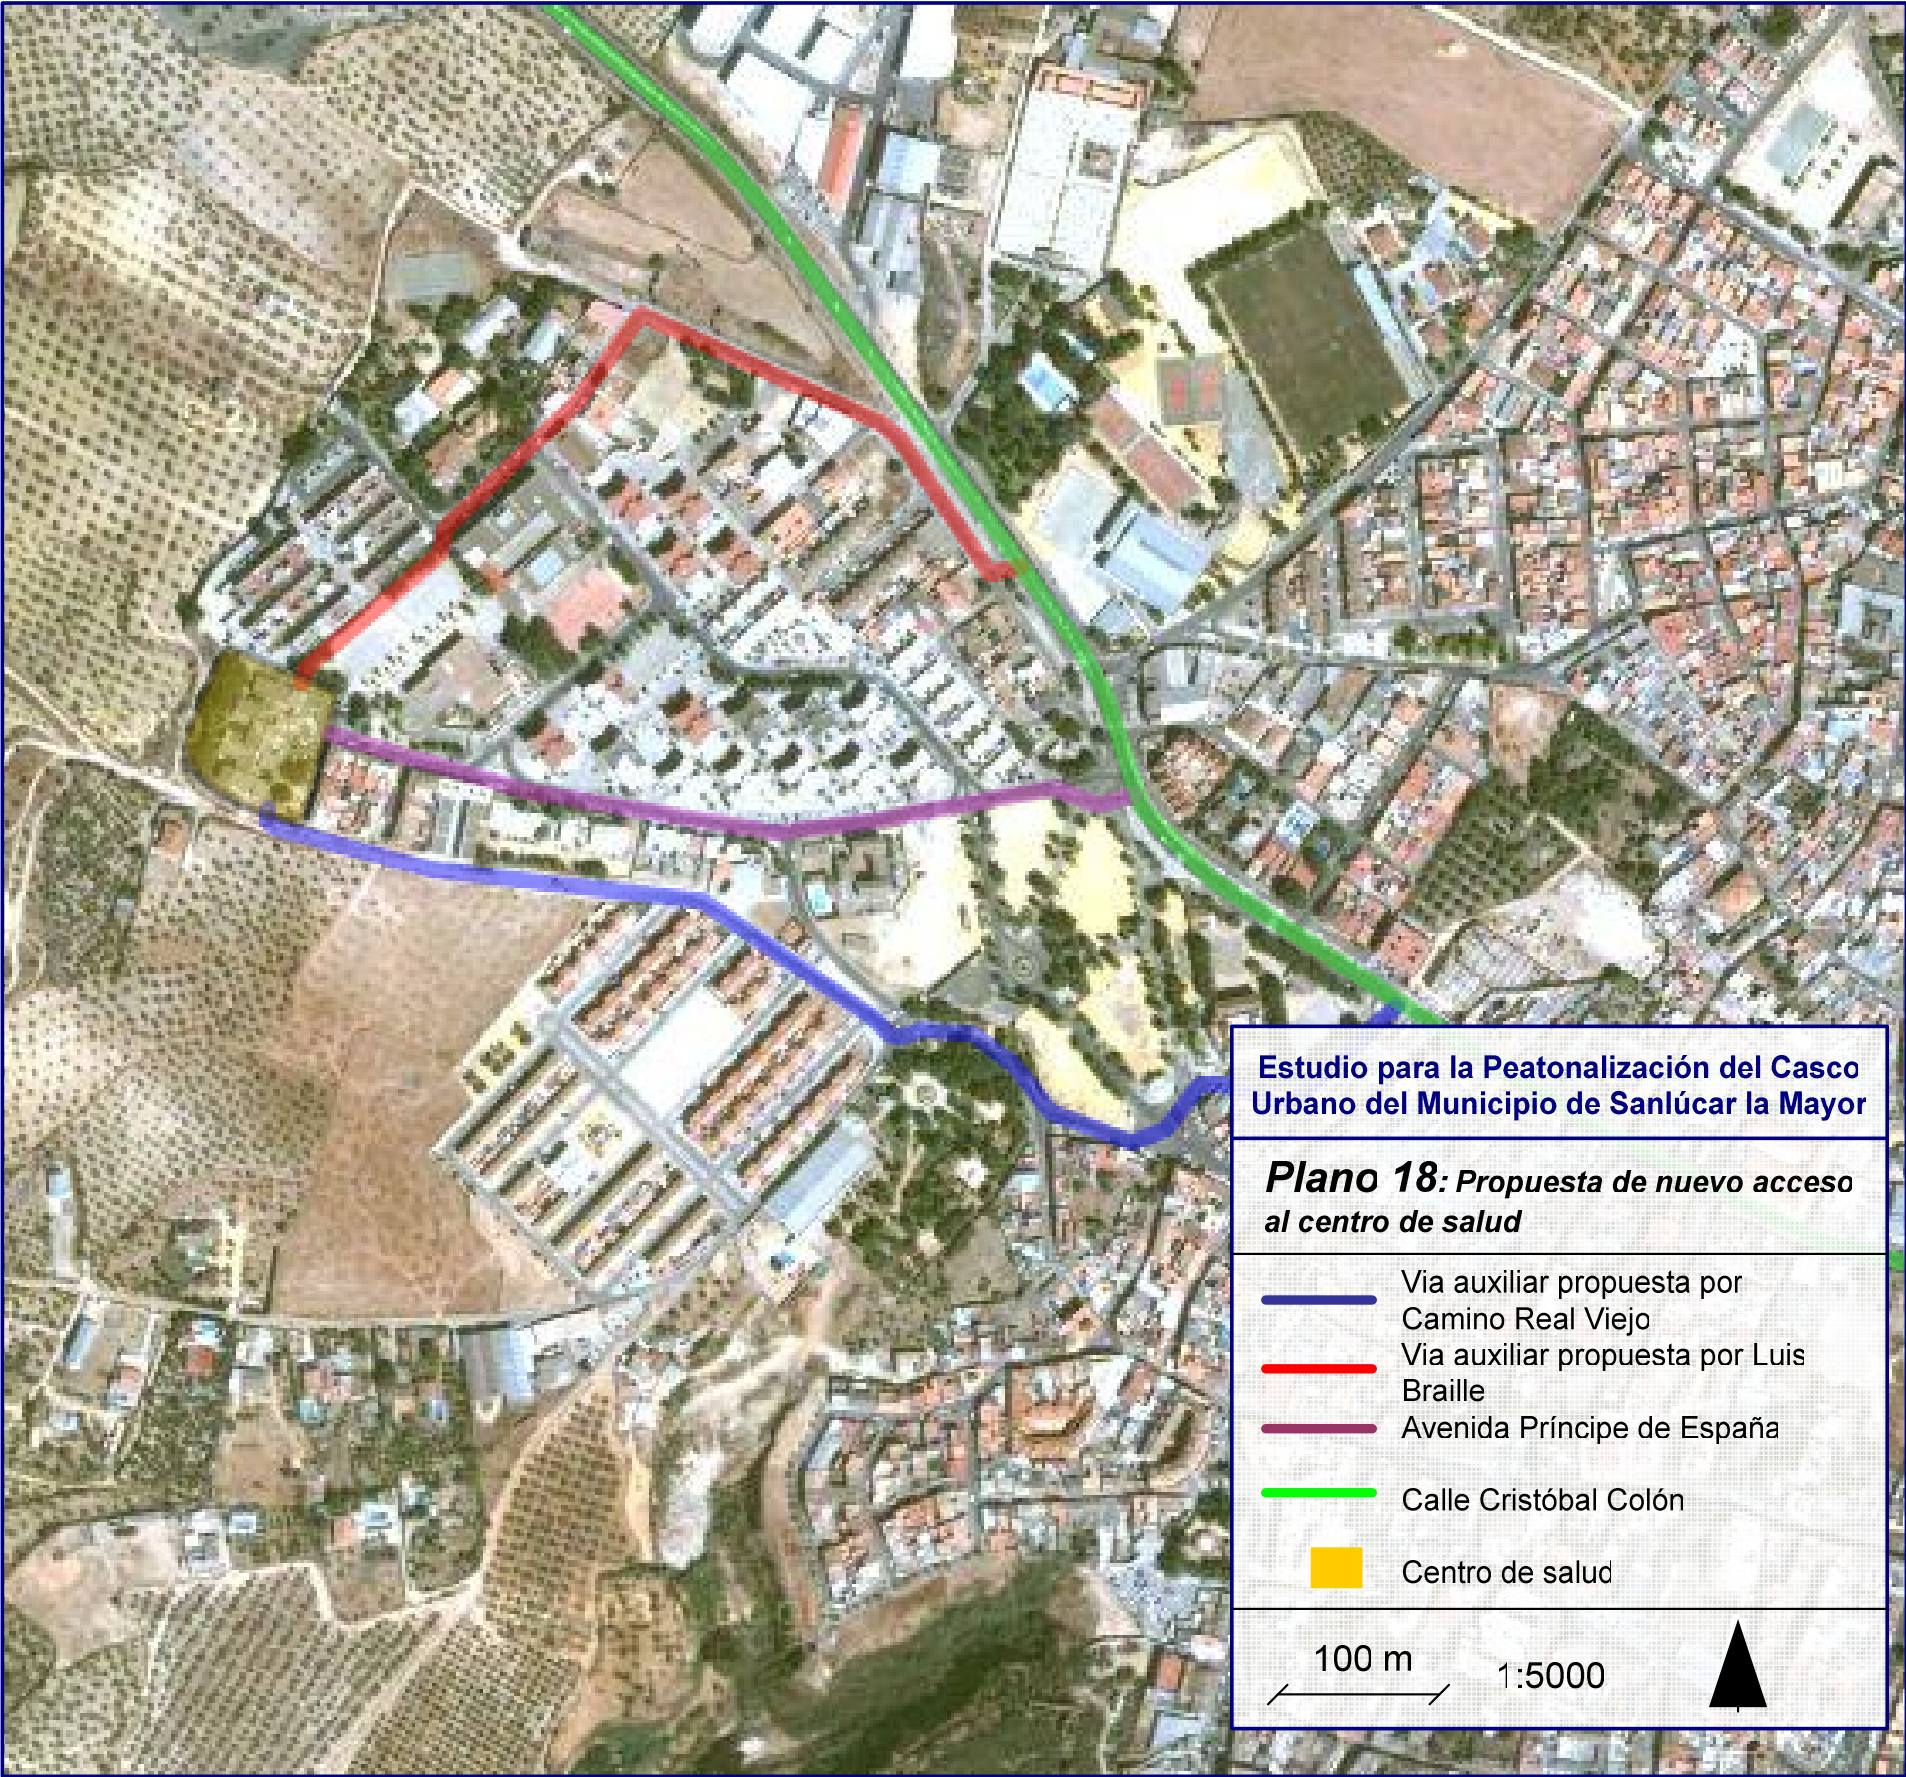 Estudio para la Peatonalización del Casco
Urbano del Municipio de Sanlúcar la Mayor
Plano 18: Propuesta de nuevo acceso
al centro de salud
Via auxiliar propuesta por
Camino Real Viejo
Via auxiliar propuesta por Luis
Braille
Avenida Príncipe de España
Calle Cristóbal Colón
Centro de salud
100 m
1:5000